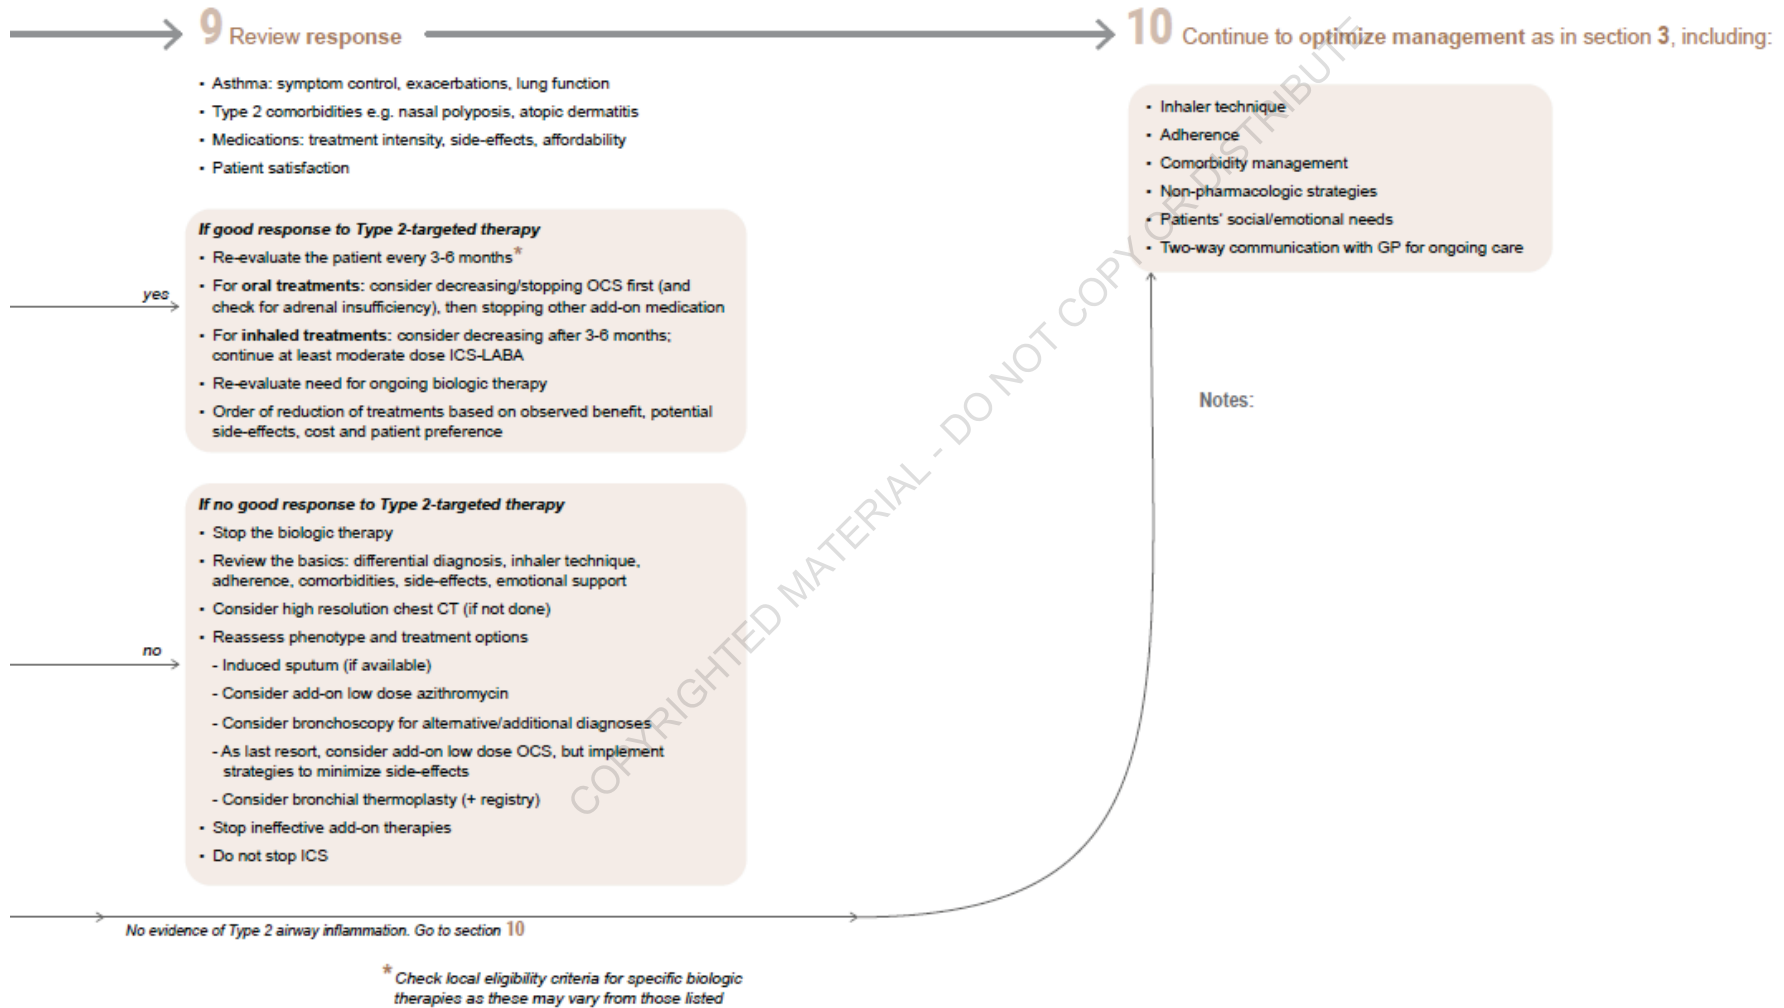 9 Review response
• Asthma: symptom control, exacerbations, lung function
• Type 2 comorbidities e.g. nasal polyposis, atopic dermatitis
• Medications: treatment intensity, side-effects, affordability
• Patient satisfaction
yes
If good response to Type 2-targeted therapy
• Re-evaluate the patient every 3-6 months*
• For oral treatments: consider decreasing/stopping OCS first (and
check for adrenal insufficiency), then stopping other add-on medication
• For inhaled treatments: consider decreasing after 3-6 months;
continue at least moderate dose ICS-LABA
• Re-evaluate need for ongoing biologic therapy
• Order of reduction of treatments based on observed benefit, potential
side-effects, cost and patient preference
no
If no good response to Type 2-targeted therapy
• Stop the biologic therapy
• Review the basics: differential diagnosis, inhaler technique,
adherence, comorbidities, side-effects, emotional support
• Consider high resolution chest CT (if not done)
• Reassess phenotype and treatment options
- Induced sputum (if available)
- Consider add-on low dose azithromycin
- Consider bronchoscopy for alternative/additional diagnoses
- As last resort, consider add-on low dose OCS, but implement
strategies to minimize side-effects
- Consider bronchial thermoplasty (+ registry)
• Stop ineffective add-on therapies
• Do not stop ICS
No evidence of Type 2 airway inflammation. Go to section 10
* Check local eligibility criteria for specific biologic
therapies as these may vary from those listed
10 Continue to optimize management as in section 3, including:
• Inhaler technique
• Adherence
• Comorbidity management
• Non-pharmacologic strategies
• Patients' social/emotional needs
• Two-way communication with GP for ongoing care
Notes:
COPYRIGHTED MATERIAL - DO NOT COPY OR DISTRIBUTE